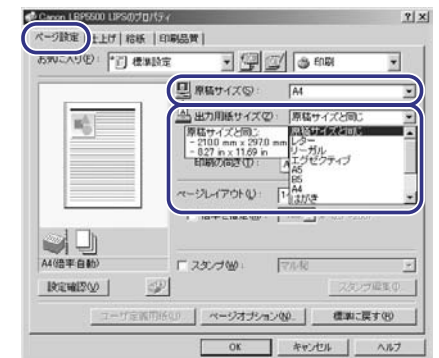 Canon LBP5500 LIPSのプロパティ
ページ設定 仕上げ 給紙 印刷品質
お気に入り(F): 標準設定 印刷
原稿サイズ(S): A4
出力用紙サイズ(Z): 原稿サイズと同じ
原稿サイズと同じ:
- 210.0 mm x 297.0 mm
- 8.27 in x 11.69 in
原稿サイズと同じ
レター
リーガル
エグゼクティブ
A5
B5
A4
はがき
印刷の向き(T): A
ページレイアウト(L): 1
A4(倍率自動)
スタンプ(W): マル秘
設定確認(V) スタンプ編集(I)
ユーザ定義用紙(U)... ページオプション(N)... 標準に戻す(R)
OK キャンセル ヘルプ